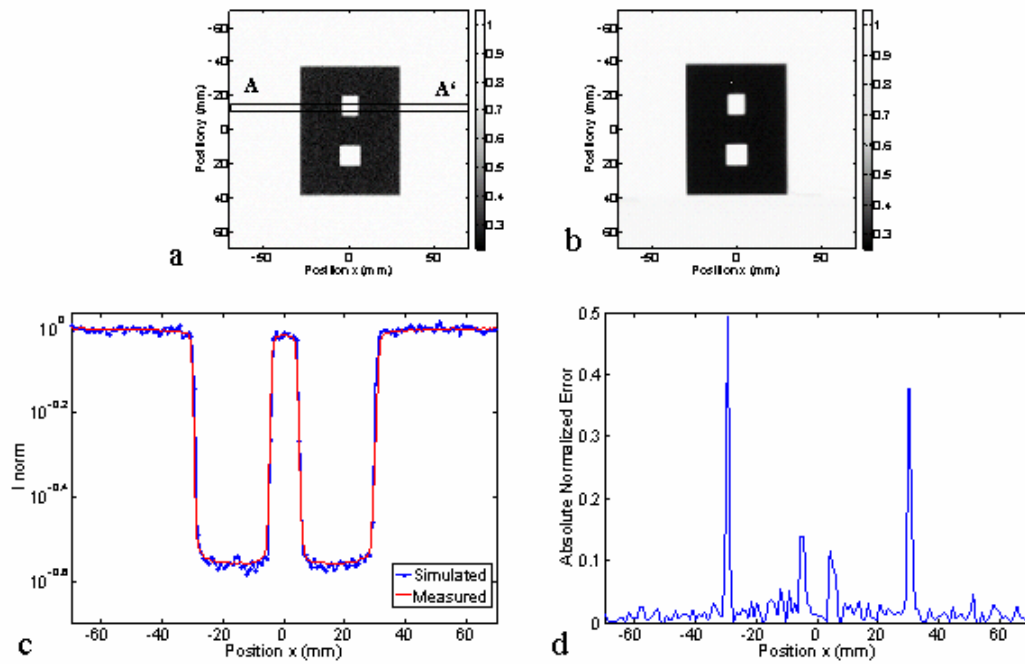 -60
-40
-20
0
20
40
60
Position y (mm)
A
A'
-50
0
50
Position x (mm)
1
0.9
0.8
0.7
0.6
0.5
0.4
0.3
a
-60
-40
-20
0
20
40
60
Position y (mm)
-50
0
50
Position x (mm)
1
0.9
0.8
0.7
0.6
0.5
0.4
0.3
b
10^0
10^-0.2
10^-0.4
10^-0.6
10^-0.8
I norm
Simulated
Measured
-60 -40 -20 0 20 40 60
Position x (mm)
c
0.5
0.4
0.3
0.2
0.1
0
Absolute Normalized Error
-60 -40 -20 0 20 40 60
Position x (mm)
d